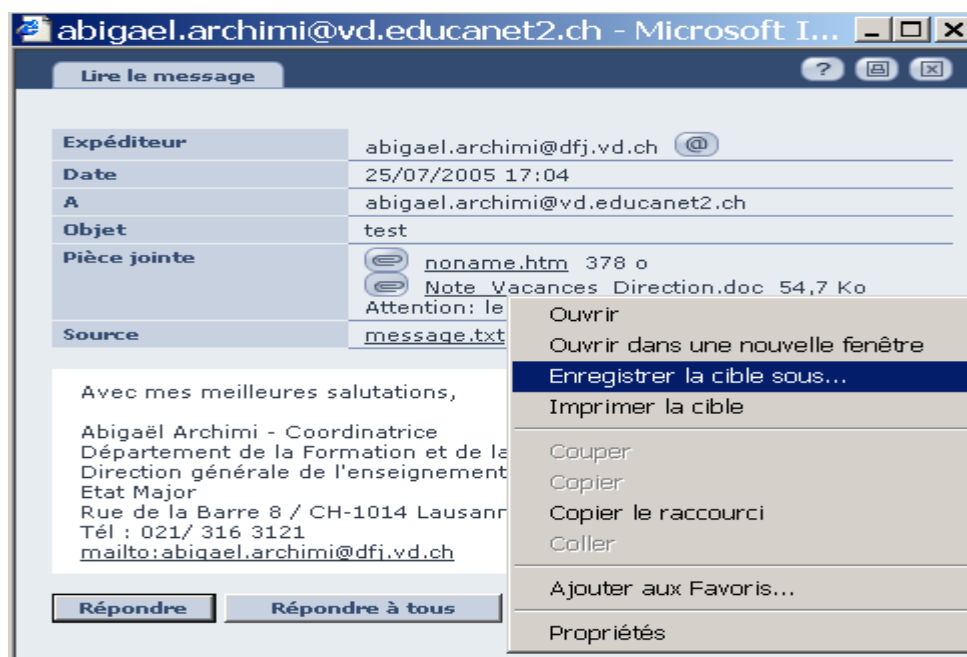 abigael.archimi@vd.educanet2.ch - Microsoft I...
Lire le message
?
Expéditeur abigael.archimi@dfj.vd.ch @
Date 25/07/2005 17:04
A abigael.archimi@vd.educanet2.ch
Objet test
Pièce jointe noname.htm 378 o
Note_Vacances_Direction.doc 54,7 Ko
Attention: le
Source message.txt
Avec mes meilleures salutations,
Abigaël Archimi - Coordinatrice
Département de la Formation et de la
Direction générale de l'enseignement
Etat Major
Rue de la Barre 8 / CH-1014 Lausann
Tél : 021/ 316 3121
mailto:abigael.archimi@dfj.vd.ch
Répondre Répondre à tous
Ouvrir
Ouvrir dans une nouvelle fenêtre
Enregistrer la cible sous...
Imprimer la cible
Couper
Copier
Copier le raccourci
Coller
Ajouter aux Favoris...
Propriétés